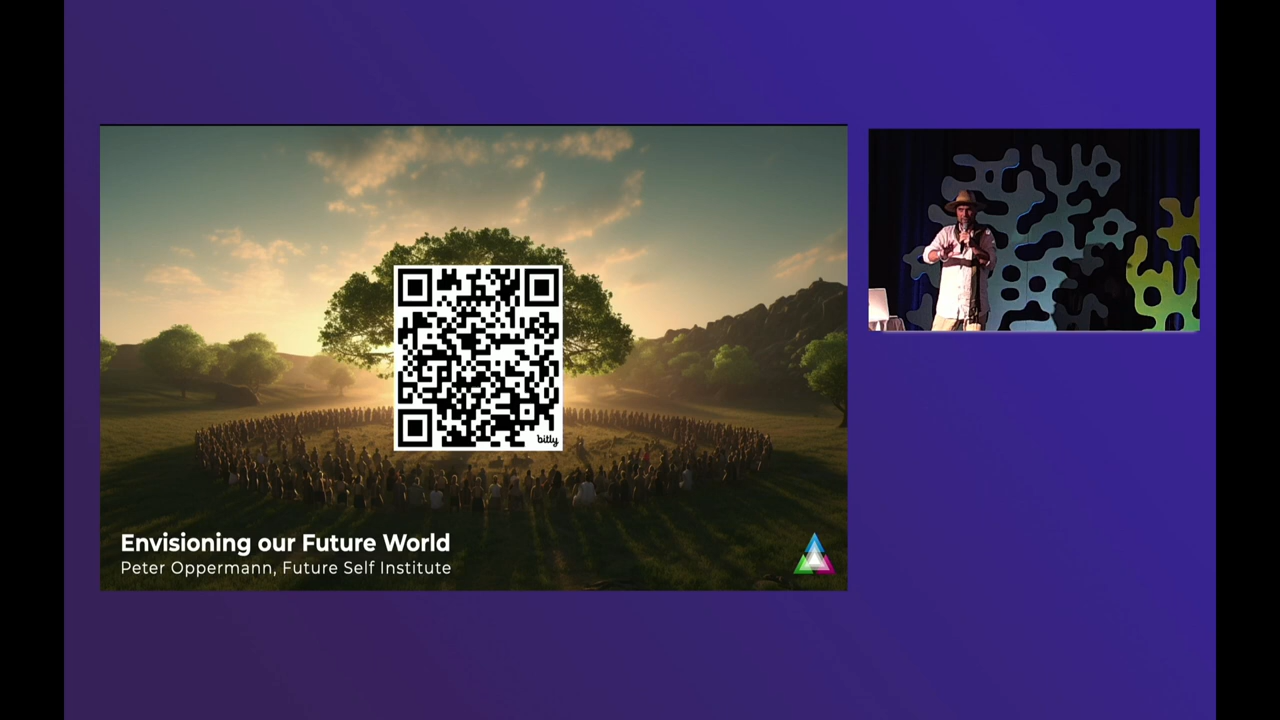 bitly
Envisioning our Future World
Peter Oppermann, Future Self Institute